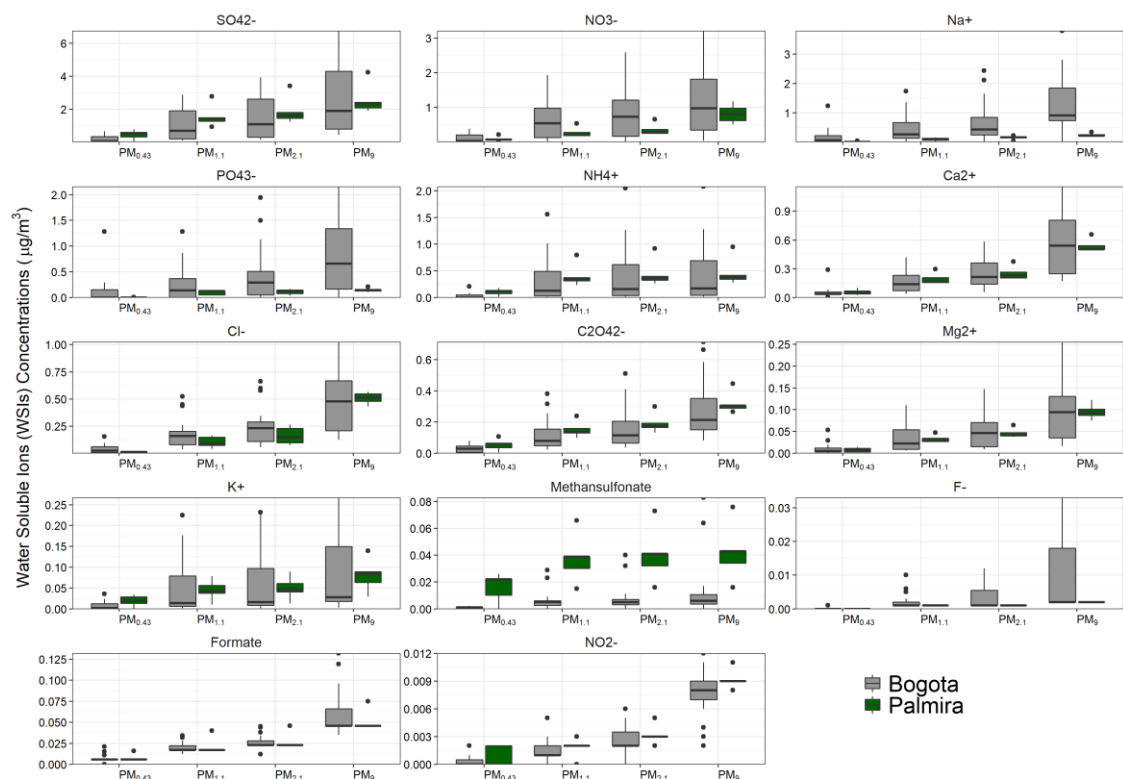 SO42-
NO3-
Na+
6
4
2
3
2
1
3
2
1
PM0.43 PM1.1 PM2.1 PM9
PM0.43 PM1.1 PM2.1 PM9
PM0.43 PM1.1 PM2.1 PM9
PO43-
NH4+
Ca2+
2.0
1.5
1.0
0.5
0.0
2.0
1.5
1.0
0.5
0.0
0.9
0.6
0.3
0.0
PM0.43 PM1.1 PM2.1 PM9
PM0.43 PM1.1 PM2.1 PM9
PM0.43 PM1.1 PM2.1 PM9
Water Soluble Ions (WSIs) Concentrations ( μg/m³)
Cl-
C2O42-
Mg2+
1.00
0.75
0.50
0.25
0.6
0.4
0.2
0.0
0.25
0.20
0.15
0.10
0.05
0.00
PM0.43 PM1.1 PM2.1 PM9
PM0.43 PM1.1 PM2.1 PM9
PM0.43 PM1.1 PM2.1 PM9
K+
Methansulfonate
F-
0.25
0.20
0.15
0.10
0.05
0.00
0.08
0.06
0.04
0.02
0.00
0.03
0.02
0.01
0.00
PM0.43 PM1.1 PM2.1 PM9
PM0.43 PM1.1 PM2.1 PM9
PM0.43 PM1.1 PM2.1 PM9
Formate
NO2-
0.125
0.100
0.075
0.050
0.025
0.000
0.012
0.009
0.006
0.003
0.000
PM0.43 PM1.1 PM2.1 PM9
PM0.43 PM1.1 PM2.1 PM9
Bogota
Palmira